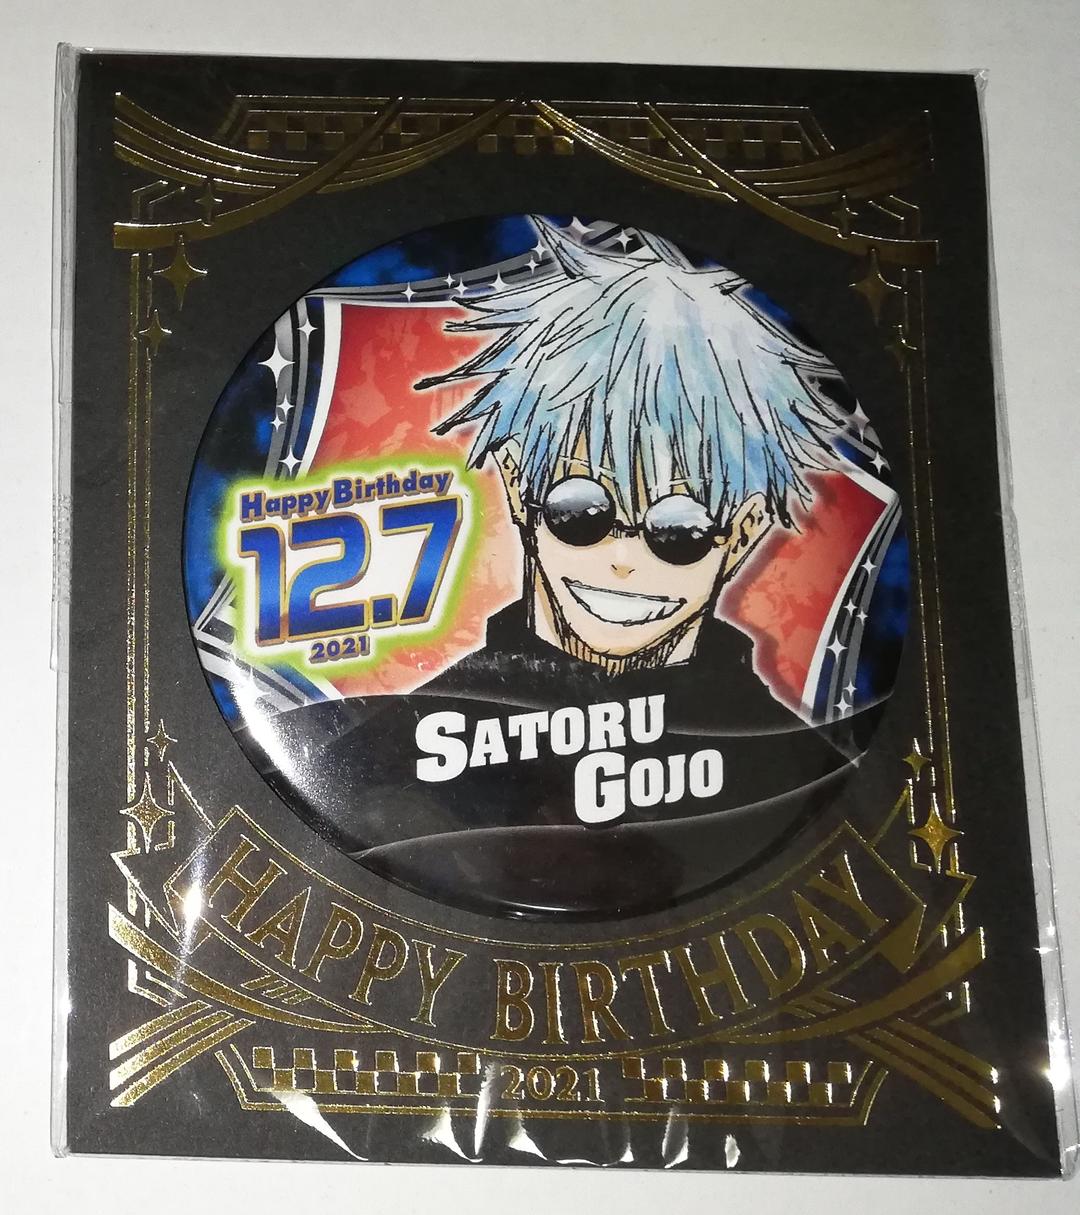 Happy Birthday
12.7
2021
SATORU
GOJO
HAPPY BIRTHDAY
2021